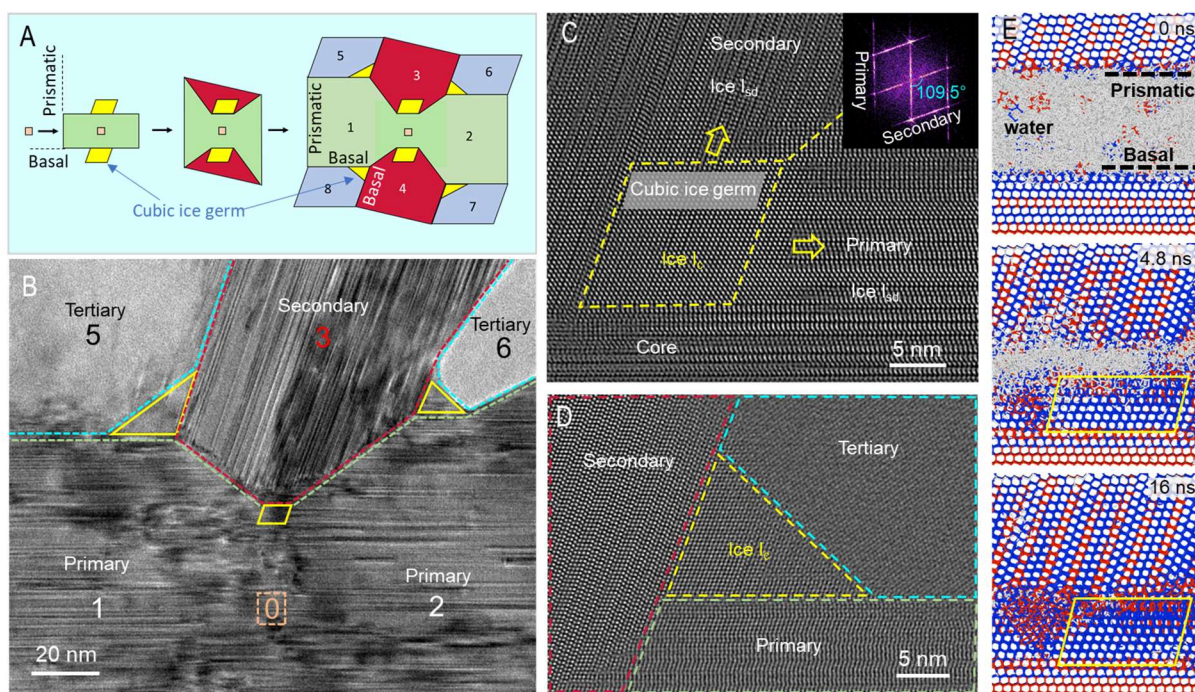 A
Prismatic
Basal
Cubic ice germ
Prismatic
Basal
Basal
1
2
3
4
5
6
7
8
B
Tertiary
5
Secondary
3
Tertiary
6
Primary
1
0
Primary
2
20 nm
C
Secondary
Ice Isd
Primary
109.5°
Secondary
Cubic ice germ
Ice Ic
Primary
Ice Isd
Core
5 nm
D
Secondary
Tertiary
Ice Ic
Primary
5 nm
E
0 ns
Prismatic
water
Basal
4.8 ns
16 ns